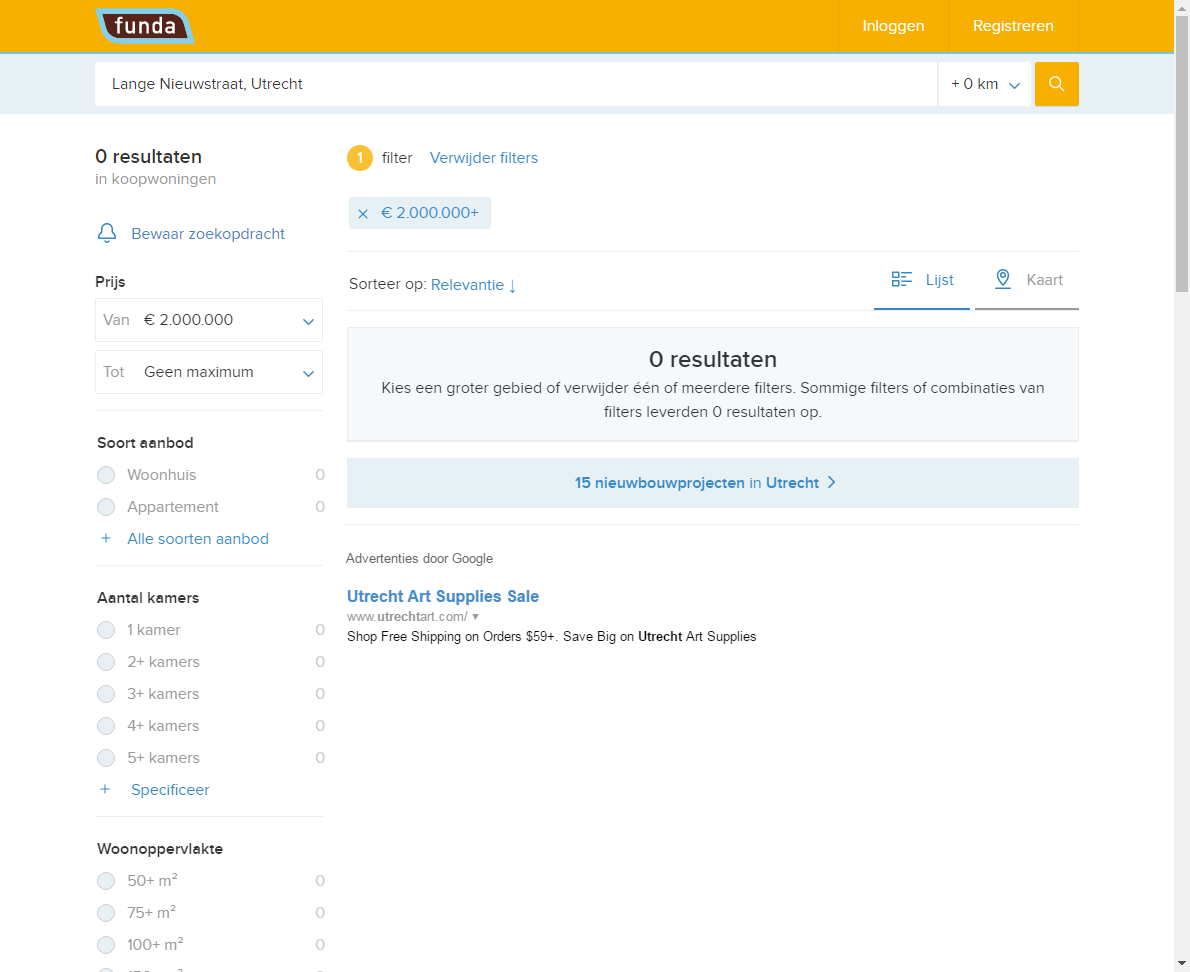 funda
Inloggen
Registreren
Lange Nieuwstraat, Utrecht
+ 0 km
0 resultaten
in koopwoningen
Bewaar zoekopdracht
Prijs
Van € 2.000.000
Tot Geen maximum
Soort aanbod
Woonhuis 0
Appartement 0
+ Alle soorten aanbod
Aantal kamers
1 kamer 0
2+ kamers 0
3+ kamers 0
4+ kamers 0
5+ kamers 0
+ Specificeer
Woonoppervlakte
50+ m² 0
75+ m² 0
100+ m² 0
1 filter Verwijder filters
× € 2.000.000+
Sorteer op: Relevantie ↓
Lijst
Kaart
0 resultaten
Kies een groter gebied of verwijder één of meerdere filters. Sommige filters of combinaties van
filters leverden 0 resultaten op.
15 nieuwbouwprojecten in Utrecht >
Advertenties door Google
Utrecht Art Supplies Sale
www.utrechtart.com/ ▼
Shop Free Shipping on Orders $59+. Save Big on Utrecht Art Supplies